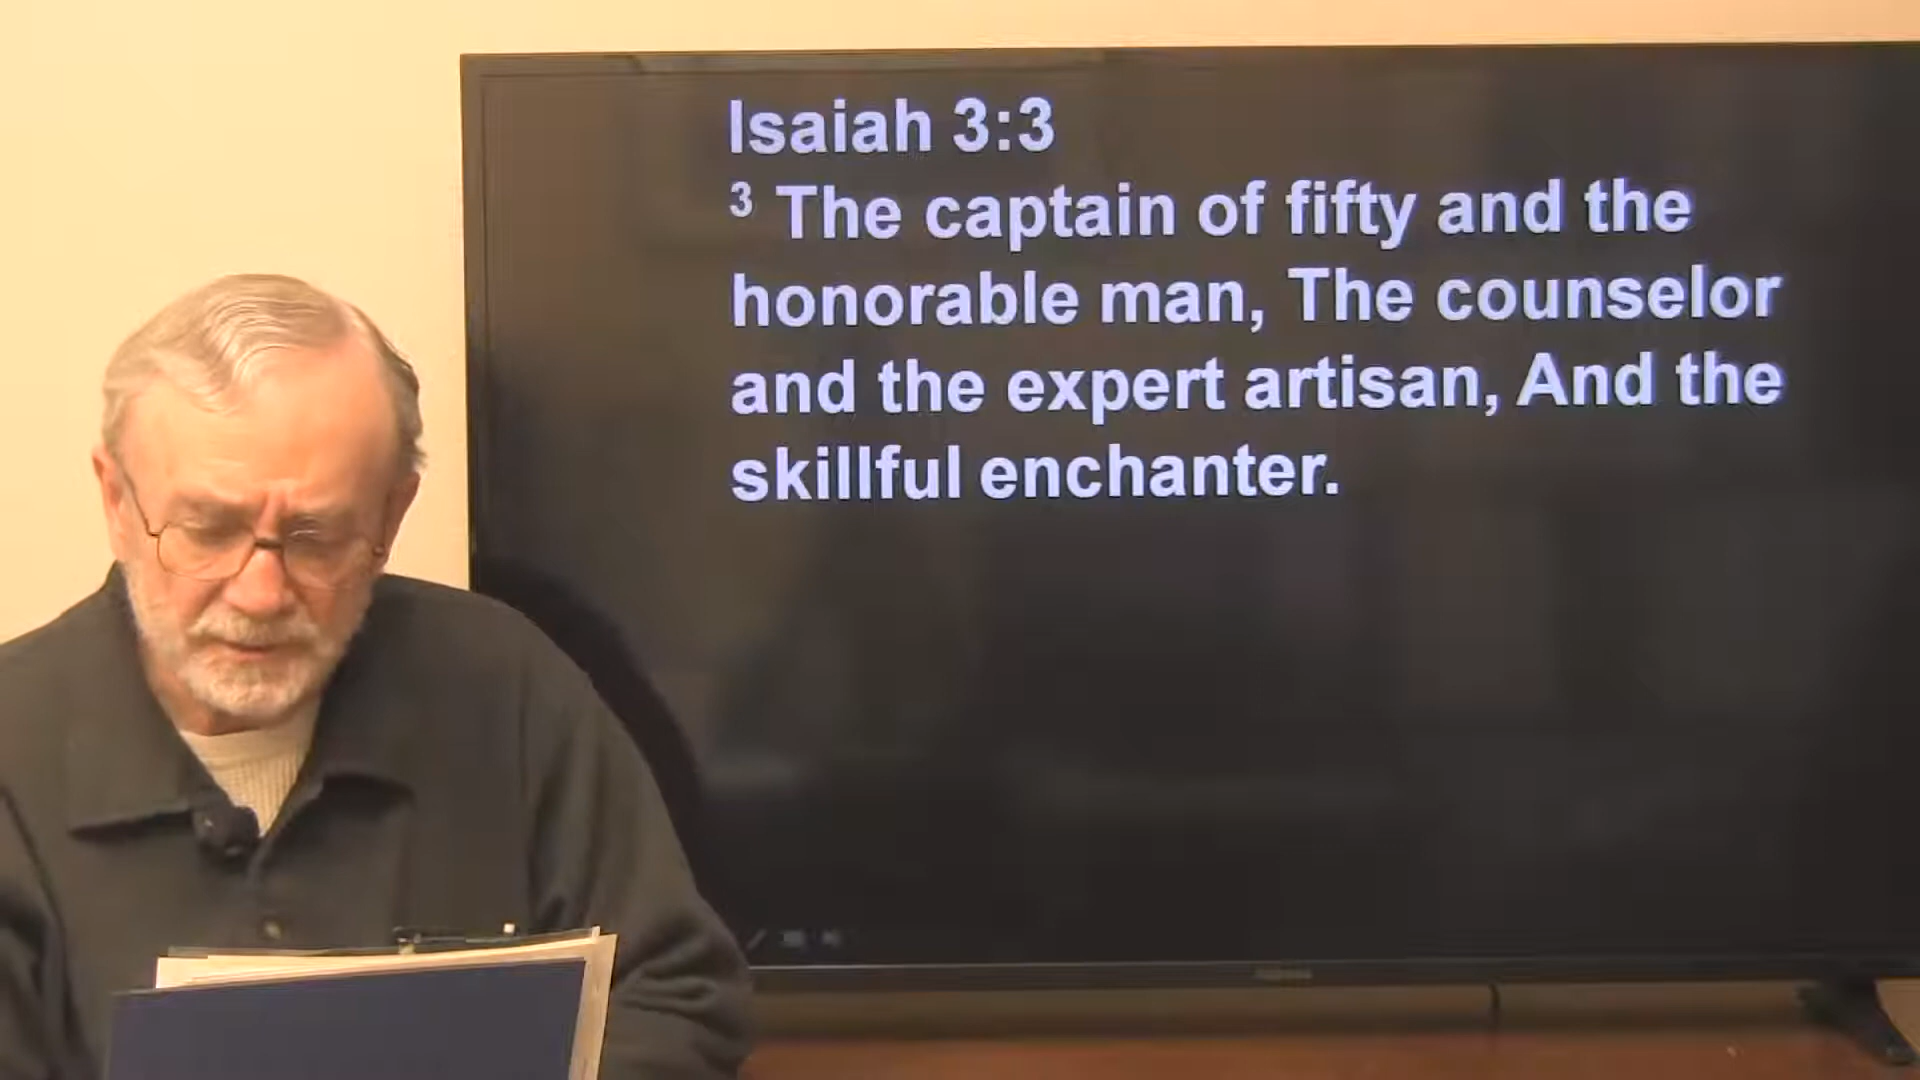 Isaiah 3:3
3 The captain of fifty and the
honorable man, The counselor
and the expert artisan, And the
skillful enchanter.